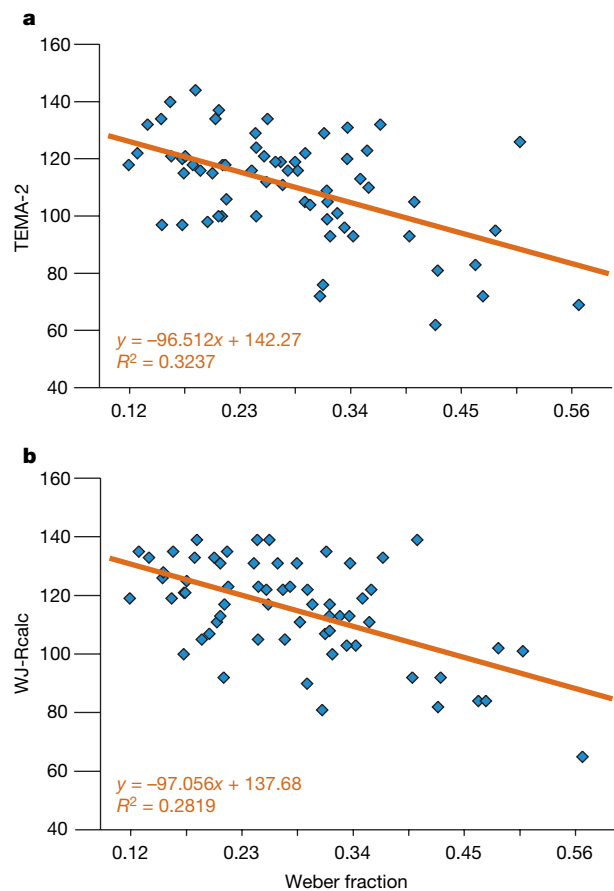 a
160
140
120
100
80
60
40
TEMA-2
y = –96.512x + 142.27
R² = 0.3237
0.12 0.23 0.34 0.45 0.56
b
160
140
120
100
80
60
40
WJ-Rcalc
y = –97.056x + 137.68
R² = 0.2819
0.12 0.23 0.34 0.45 0.56
Weber fraction